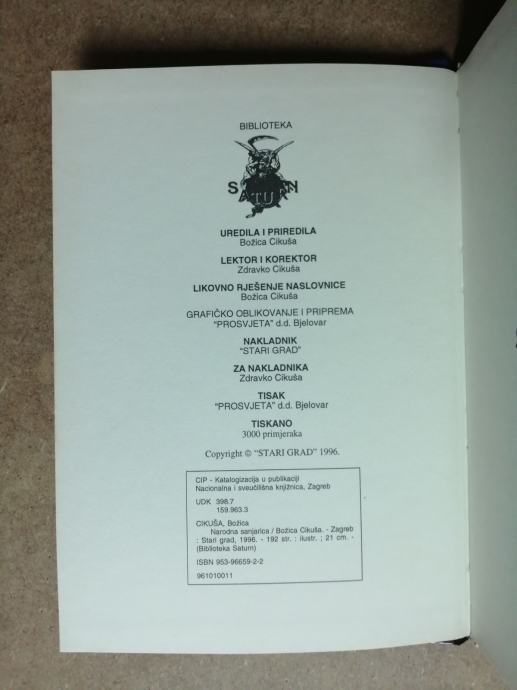 BIBLIOTEKA
SATURN
UREDILA I PRIREDILA
Božica Cikuša
LEKTOR I KOREKTOR
Zdravko Cikuša
LIKOVNO RJEŠENJE NASLOVNICE
Božica Cikuša
GRAFIČKO OBLIKOVANJE I PRIPREMA
"PROSVJETA" d.d. Bjelovar
NAKLADNIK
"STARI GRAD"
ZA NAKLADNIKA
Zdravko Cikuša
TISAK
"PROSVJETA" d.d. Bjelovar
TISKANO
3000 primjeraka
Copyright © "STARI GRAD" 1996.
CIP - Katalogizacija u publikaciji
Nacionalna i sveučilišna knjižnica, Zagreb
UDK 398.7
159.963.3
CIKUŠA, Božica
Narodna sanjarica / Božica Cikuša. - Zagreb
: Stari grad, 1996. - 192 str. : ilustr. ; 21 cm. -
(Biblioteka Saturn)
ISBN 953-96659-2-2
961010011